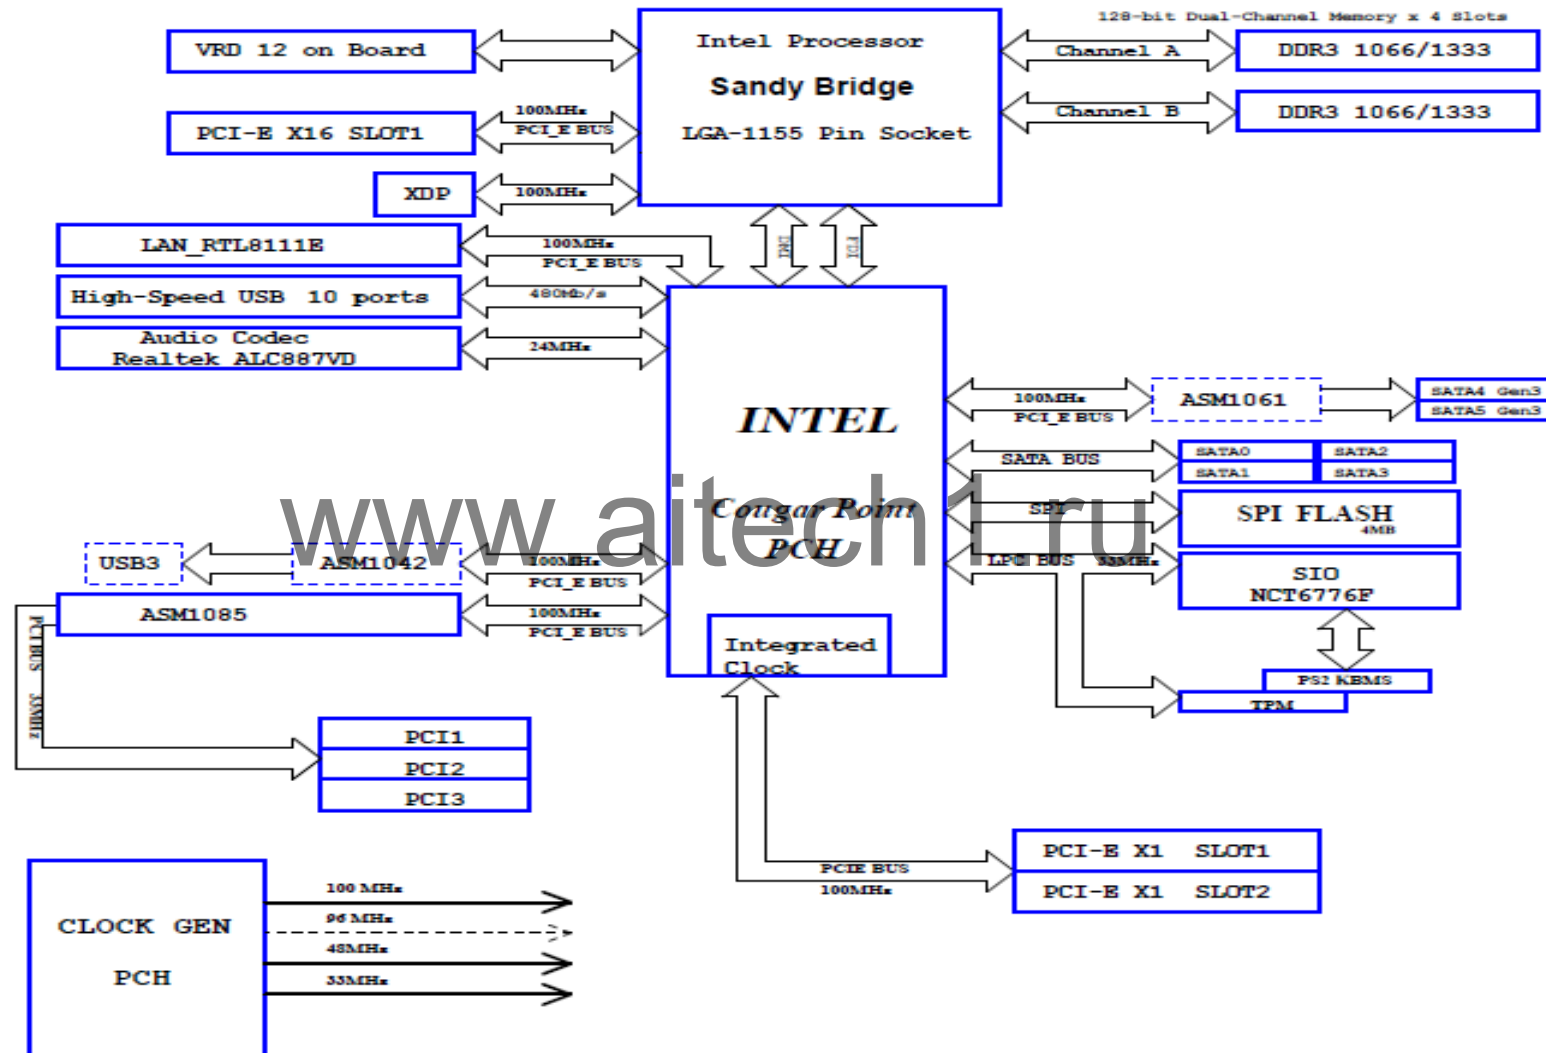 128-bit Dual-Channel Memory x 4 Slots
VRD 12 on Board
Intel Processor
Sandy Bridge
LGA-1155 Pin Socket
Channel A
DDR3 1066/1333
Channel B
DDR3 1066/1333
PCI-E X16 SLOT1
100MHz
PCI_E BUS
XDP
100MHz
DMI
FDI
LAN_RTL8111E
100MHz
PCI_E BUS
High-Speed USB 10 ports
480Mb/s
Audio Codec
Realtek ALC887VD
24MHz
INTEL
Cougar Point
PCH
100MHz
PCI_E BUS
ASM1061
SATA4 Gen3
SATA5 Gen3
SATA BUS
SATA0
SATA2
SATA1
SATA3
www.aitech1.ru
SPI
SPI FLASH
4MB
USB3
ASM1042
100MHz
PCI_E BUS
LPC BUS
33MHz
SIO
NCT6776F
ASM1085
100MHz
PCI_E BUS
PCI BUS 33MHz
Integrated
Clock
PS2 KBMS
TPM
PCI1
PCI2
PCI3
PCIE BUS
100MHz
PCI-E X1 SLOT1
PCI-E X1 SLOT2
CLOCK GEN
PCH
100 MHz
96 MHz
48MHz
33MHz